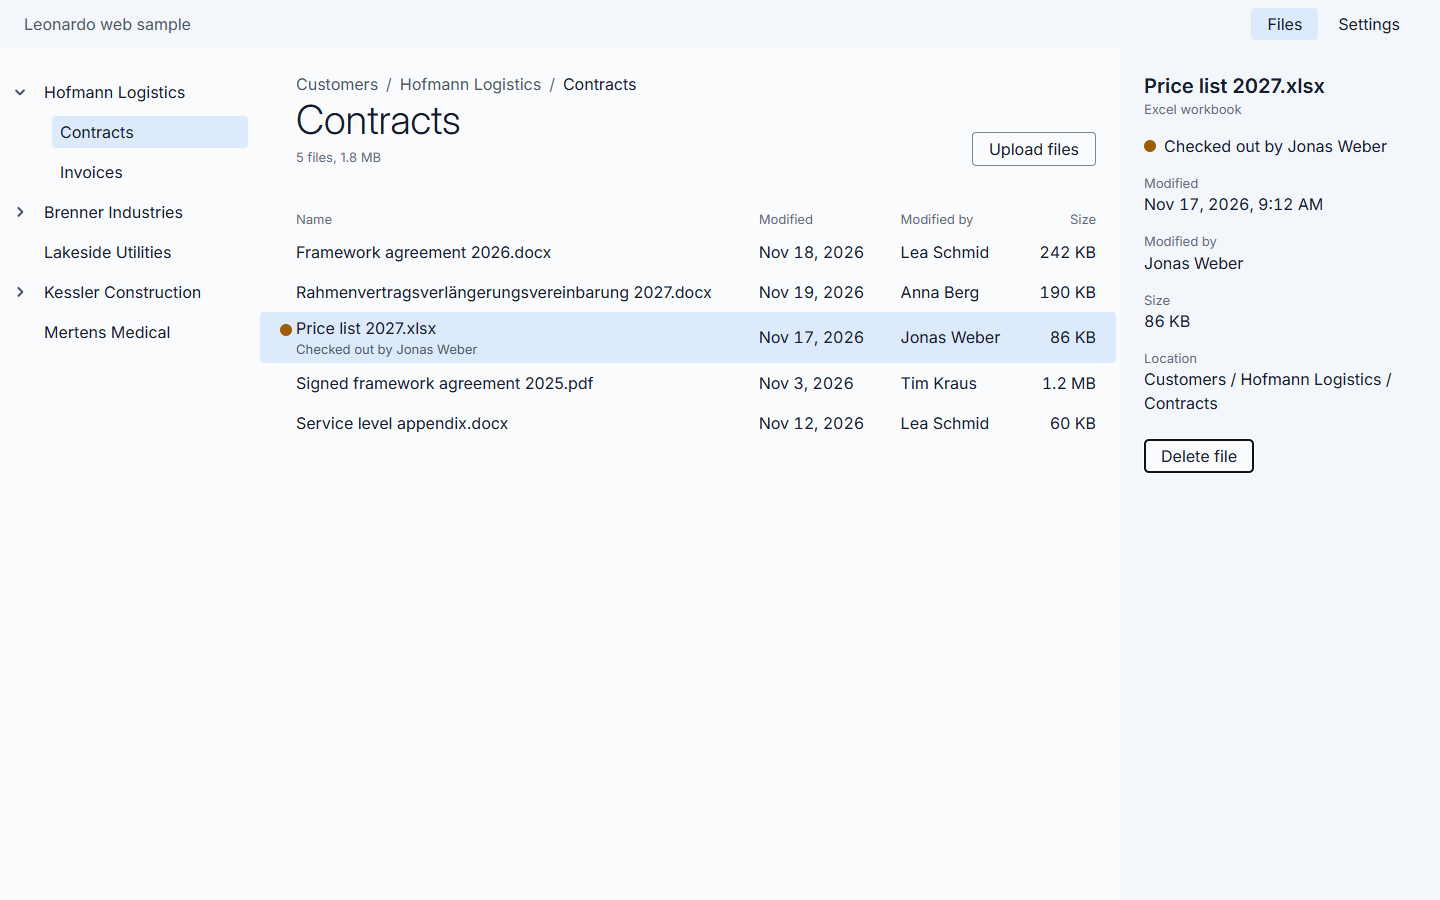 Leonardo web sample
Files
Settings
Hofmann Logistics
Contracts
Invoices
Brenner Industries
Lakeside Utilities
Kessler Construction
Mertens Medical
Customers / Hofmann Logistics / Contracts
Contracts
5 files, 1.8 MB
Upload files
Name Modified Modified by Size
Framework agreement 2026.docx Nov 18, 2026 Lea Schmid 242 KB
Rahmenvertragsverlängerungsvereinbarung 2027.docx Nov 19, 2026 Anna Berg 190 KB
Price list 2027.xlsx Nov 17, 2026 Jonas Weber 86 KB
Checked out by Jonas Weber
Signed framework agreement 2025.pdf Nov 3, 2026 Tim Kraus 1.2 MB
Service level appendix.docx Nov 12, 2026 Lea Schmid 60 KB
Price list 2027.xlsx
Excel workbook
Checked out by Jonas Weber
Modified
Nov 17, 2026, 9:12 AM
Modified by
Jonas Weber
Size
86 KB
Location
Customers / Hofmann Logistics /
Contracts
Delete file